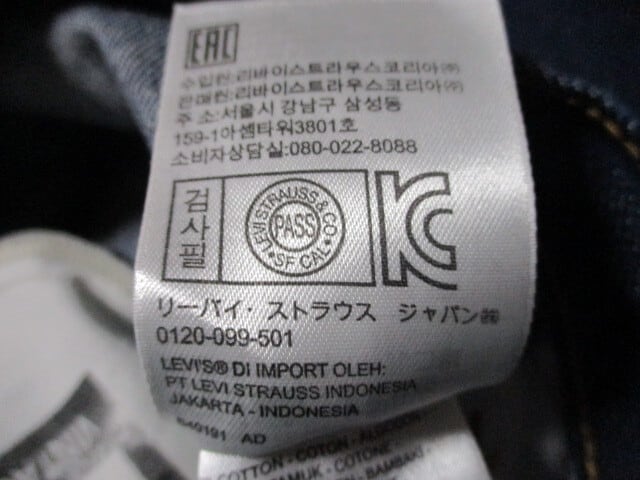 EAC
수입원:리바이스트라우스코리아㈜
판매원:리바이스트라우스코리아㈜
주 소:서울시 강남구 삼성동
159-1아셈타워3801호
소비자상담실:080-022-8088
검사필
LEVI STRAUSS & CO.
PASS
SF CAL
KC
リーバイ・ストラウス ジャパン㈱
0120-099-501
LEVI'S® DI IMPORT OLEH:
PT LEVI STRAUSS INDONESIA
JAKARTA - INDONESIA
AD
COTTON - COTON -
- COTONE
- BAMBAKI -